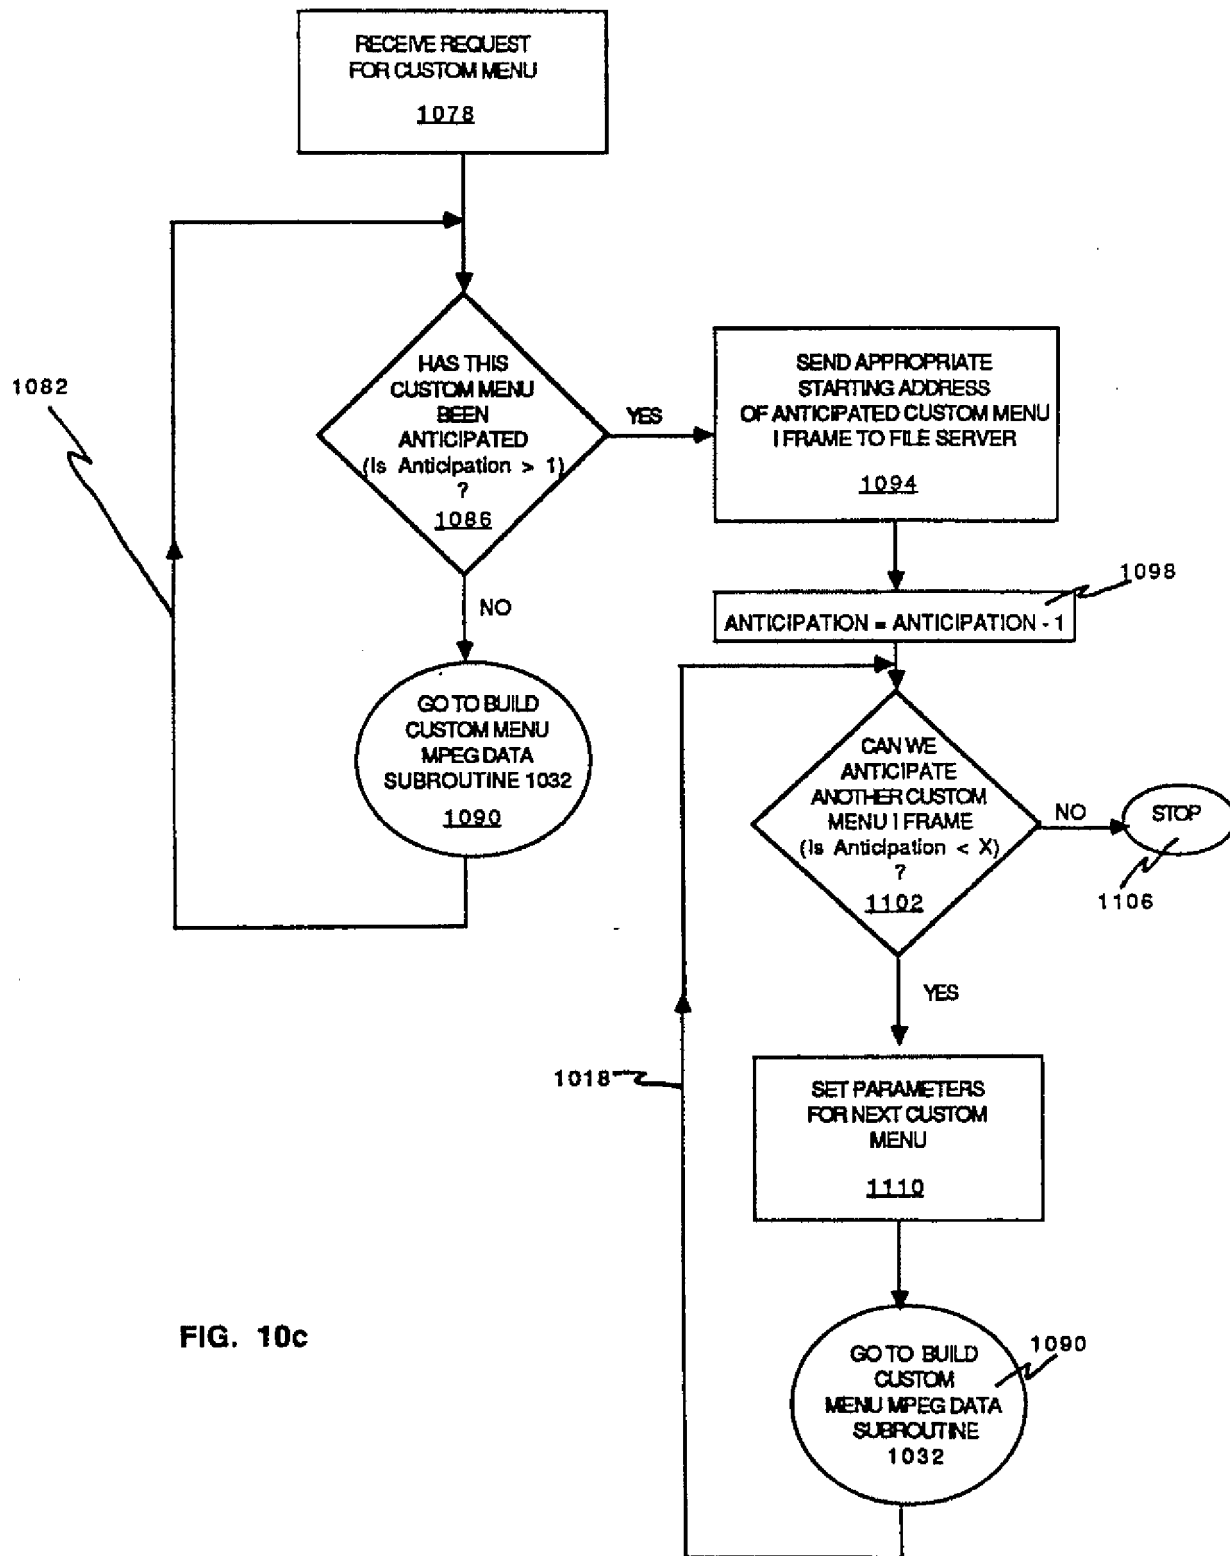 RECEIVE REQUEST
FOR CUSTOM MENU
1078
1082
HAS THIS
CUSTOM MENU
BEEN
ANTICIPATED
(Is Anticipation > 1)
?
1086
YES
NO
GO TO BUILD
CUSTOM MENU
MPEG DATA
SUBROUTINE 1032
1090
SEND APPROPRIATE
STARTING ADDRESS
OF ANTICIPATED CUSTOM MENU
I FRAME TO FILE SERVER
1094
1098
ANTICIPATION = ANTICIPATION - 1
CAN WE
ANTICIPATE
ANOTHER CUSTOM
MENU I FRAME
(Is Anticipation < X)
?
1102
NO
STOP
1106
YES
1018
SET PARAMETERS
FOR NEXT CUSTOM
MENU
1110
GO TO BUILD
CUSTOM
MENU MPEG DATA
SUBROUTINE
1032
1090
FIG. 10c